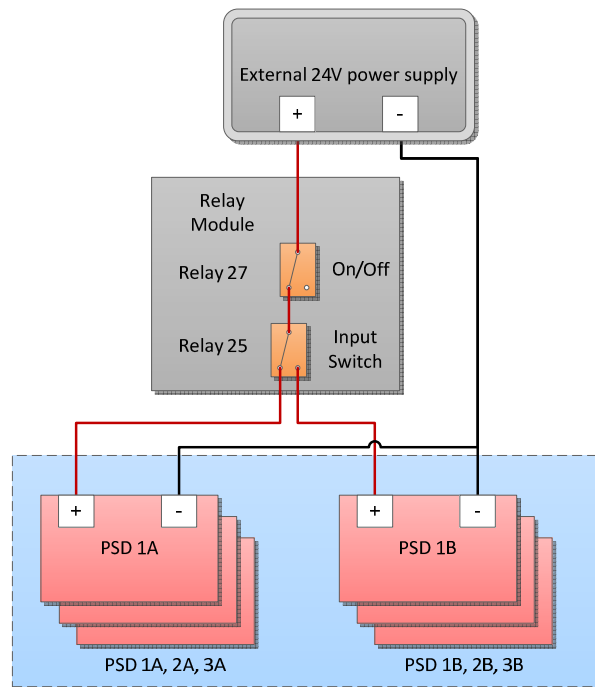 External 24V power supply
+ -
Relay
Module
Relay 27
On/Off
Relay 25
Input
Switch
+ -
PSD 1A
+ -
PSD 1B
PSD 1A, 2A, 3A
PSD 1B, 2B, 3B